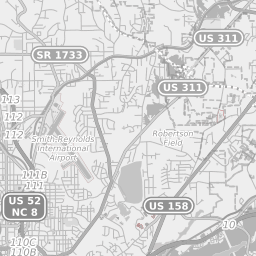 US 311
SR 1733
US 311
113
112
112
Robertson
Field
Smith-Reynolds
International
Airport
111B
111
US 52
NC 8
US 158
10
110C
110B